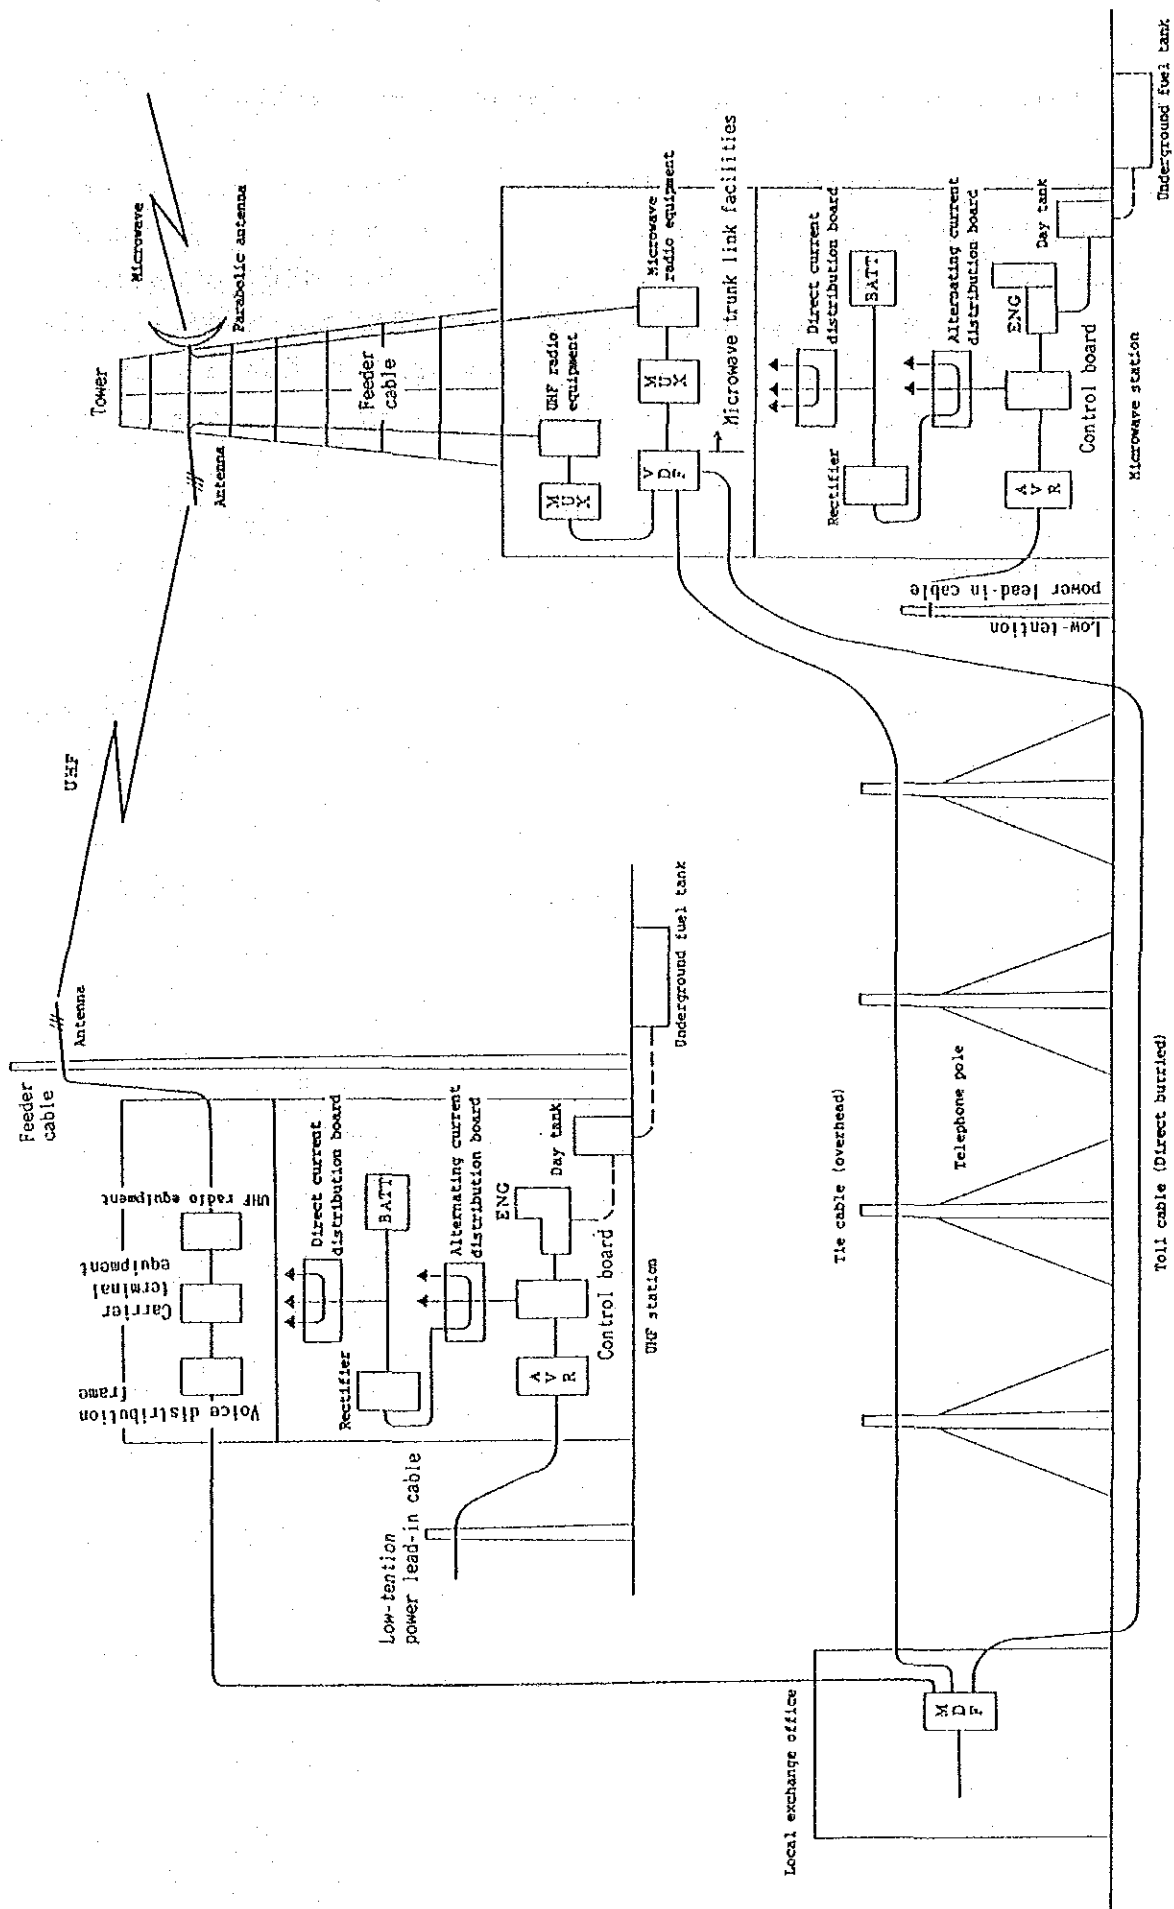 Microwave
Parabolic antenna
Tower
Feeder
cable
Antenna
UHF
Antenna
Feeder
cable
UHF radio
equipment
Microwave
radio equipment
M
U
X
M
U
X
V
D
F
Microwave trunk link facilities
Direct current
distribution board
BATT
Rectifier
Alternating current
distribution board
ENG
Day tank
Control board
A
V
R
Underground fuel tank
Microwave station
Low-tention
power lead-in cable
UHF radio equipment
Carrier
terminal
equipment
Voice distribution
frame
Direct current
distribution board
BATT
Rectifier
Alternating current
distribution board
ENG
Day tank
Control board
A
V
R
Underground fuel tank
UHF station
Low-tention
power lead-in cable
Tie cable (overhead)
Telephone pole
Toll cable (Direct burried)
Local exchange office
M
D
F